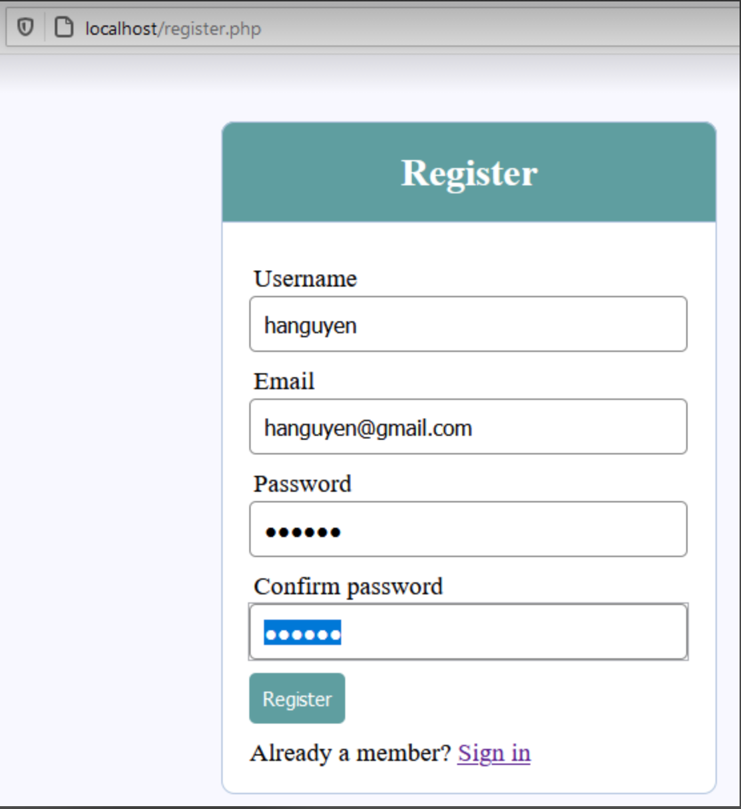 localhost/register.php
Register
Username
hanguyen
Email
hanguyen@gmail.com
Password
••••••
Confirm password
••••••
Register
Already a member? Sign in